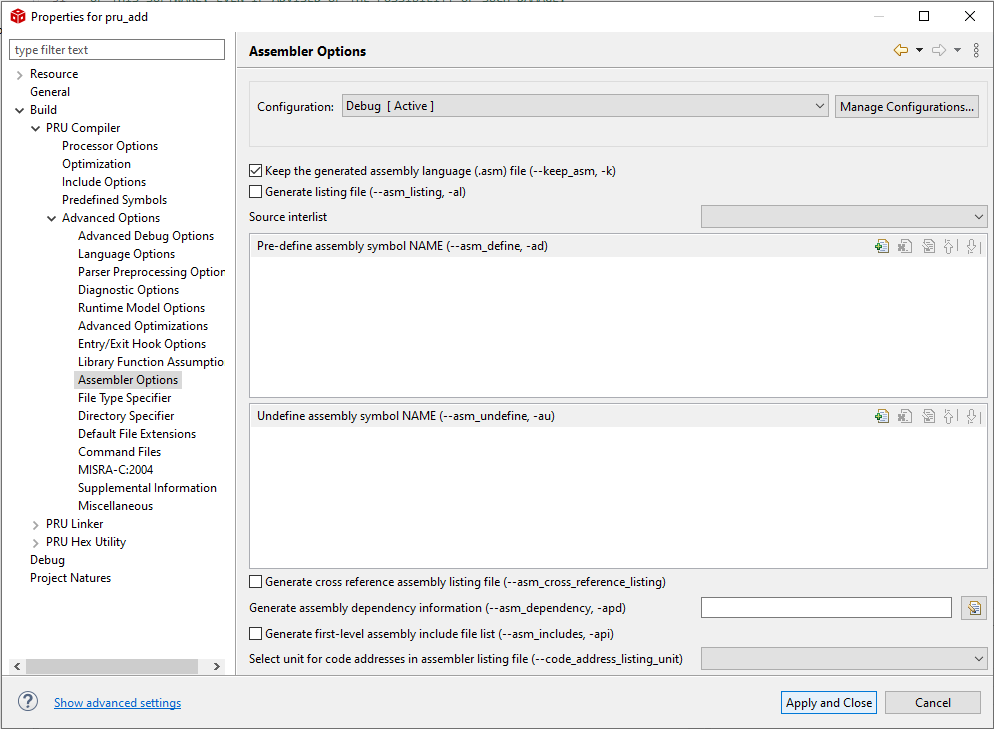 Properties for pru_add
type filter text
Resource
General
Build
PRU Compiler
Processor Options
Optimization
Include Options
Predefined Symbols
Advanced Options
Advanced Debug Options
Language Options
Parser Preprocessing Option
Diagnostic Options
Runtime Model Options
Advanced Optimizations
Entry/Exit Hook Options
Library Function Assumptio
Assembler Options
File Type Specifier
Directory Specifier
Default File Extensions
Command Files
MISRA-C:2004
Supplemental Information
Miscellaneous
PRU Linker
PRU Hex Utility
Debug
Project Natures
Assembler Options
Configuration: Debug [ Active ] Manage Configurations...
Keep the generated assembly language (.asm) file (--keep_asm, -k)
Generate listing file (--asm_listing, -al)
Source interlist
Pre-define assembly symbol NAME (--asm_define, -ad)
Undefine assembly symbol NAME (--asm_undefine, -au)
Generate cross reference assembly listing file (--asm_cross_reference_listing)
Generate assembly dependency information (--asm_dependency, -apd)
Generate first-level assembly include file list (--asm_includes, -api)
Select unit for code addresses in assembler listing file (--code_address_listing_unit)
? Show advanced settings Apply and Close Cancel